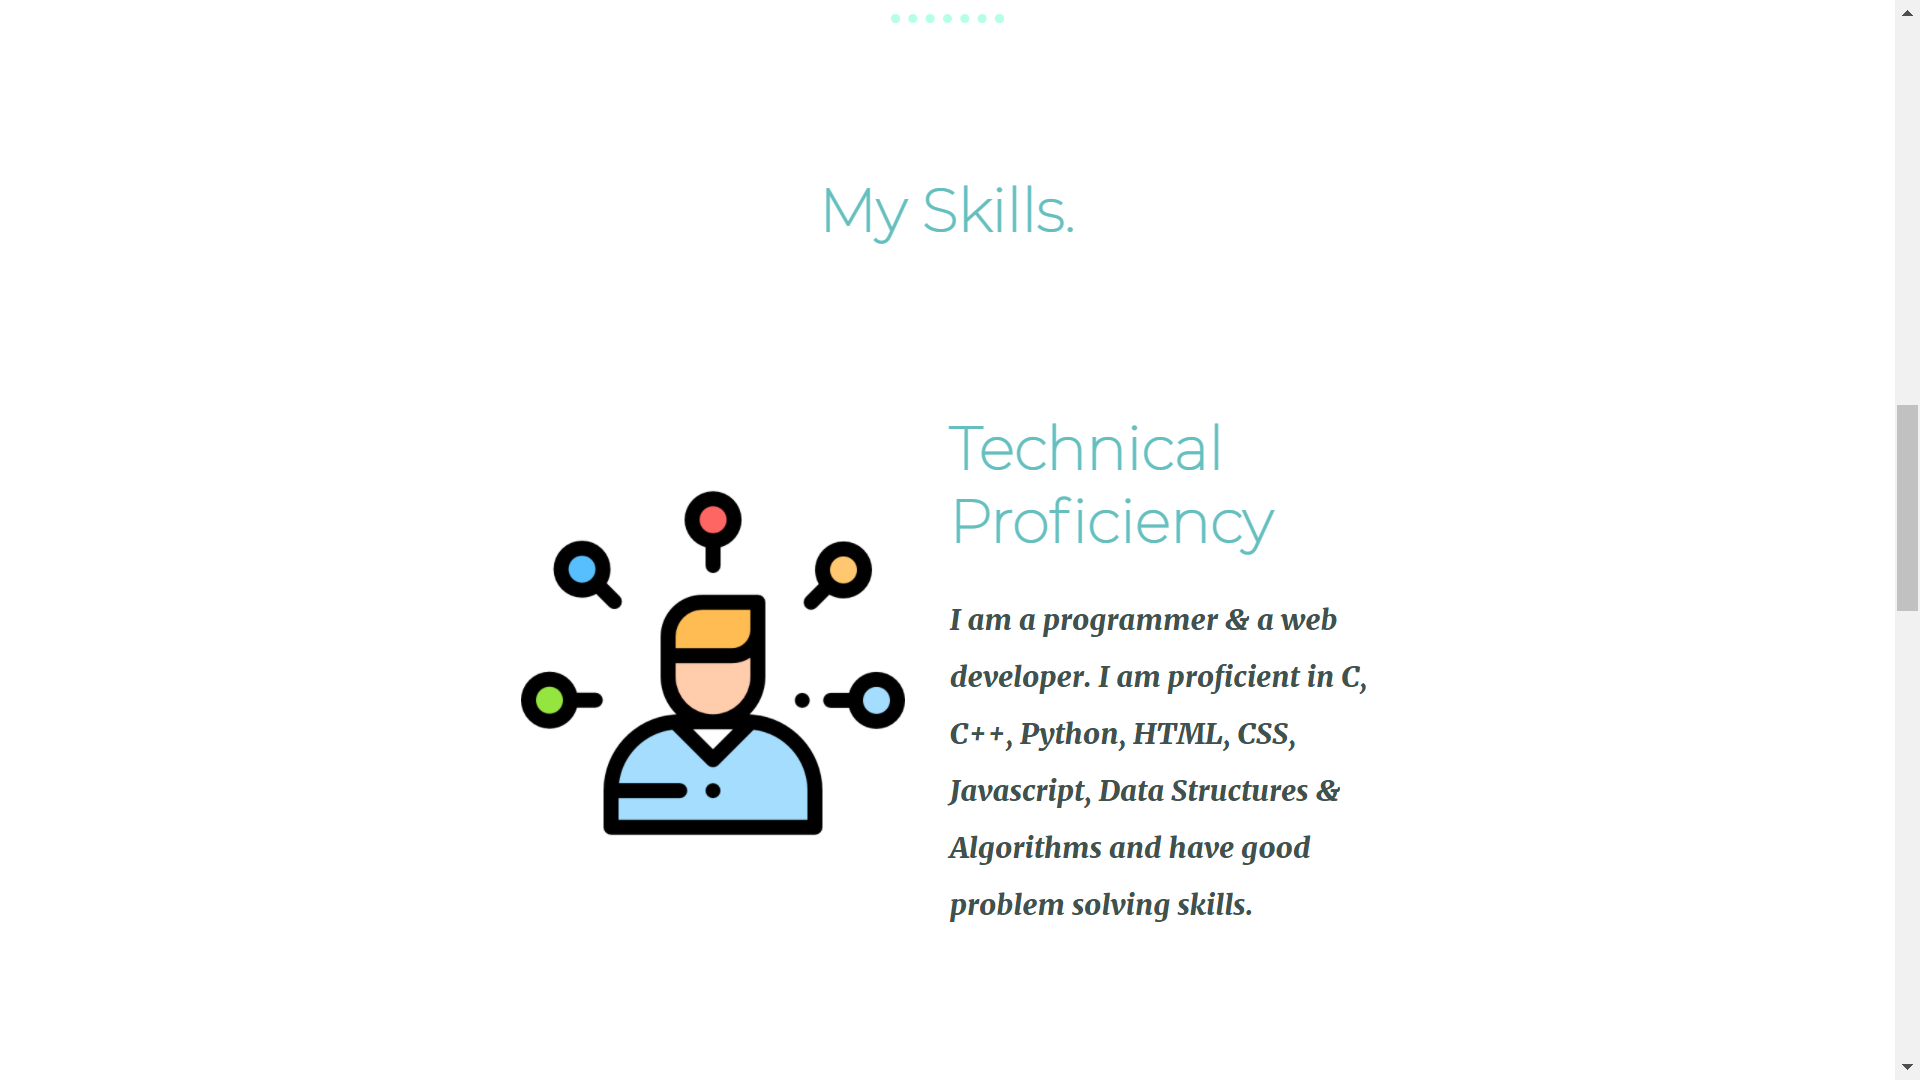 My Skills.
Technical
Proficiency
I am a programmer & a web
developer. I am proficient in C,
C++, Python, HTML, CSS,
Javascript, Data Structures &
Algorithms and have good
problem solving skills.